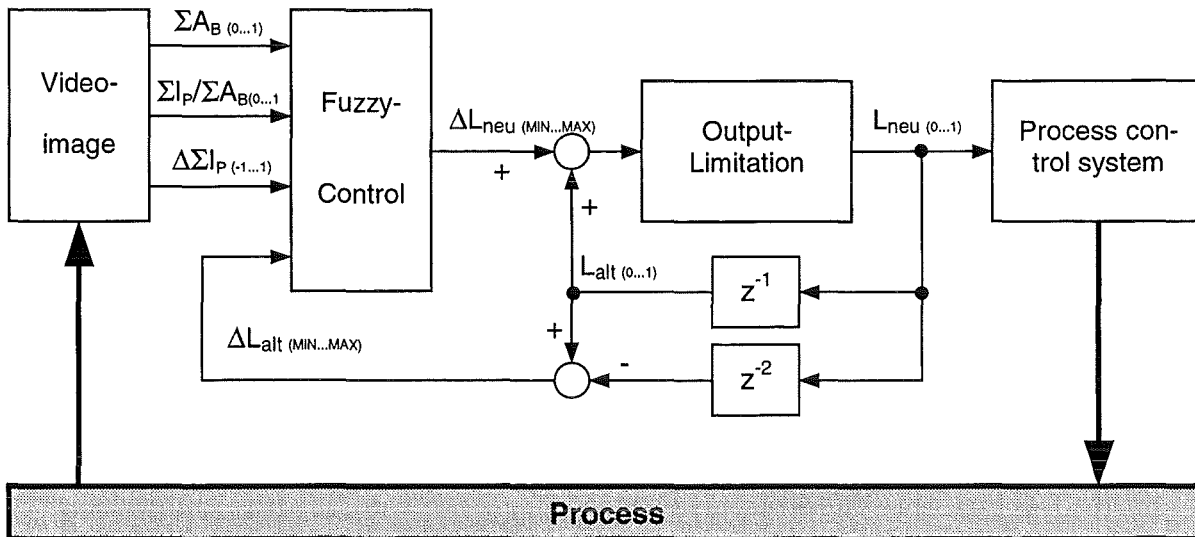 ΣA_B (0...1)
Video-
image
ΣI_P/ΣA_B(0...1
ΔΣI_P (-1...1)
Fuzzy-
Control
ΔL_neu (MIN...MAX)
+
+
Output-
Limitation
L_neu (0...1)
Process con-
trol system
L_alt (0...1)
z^-1
+
ΔL_alt (MIN...MAX)
-
z^-2
Process